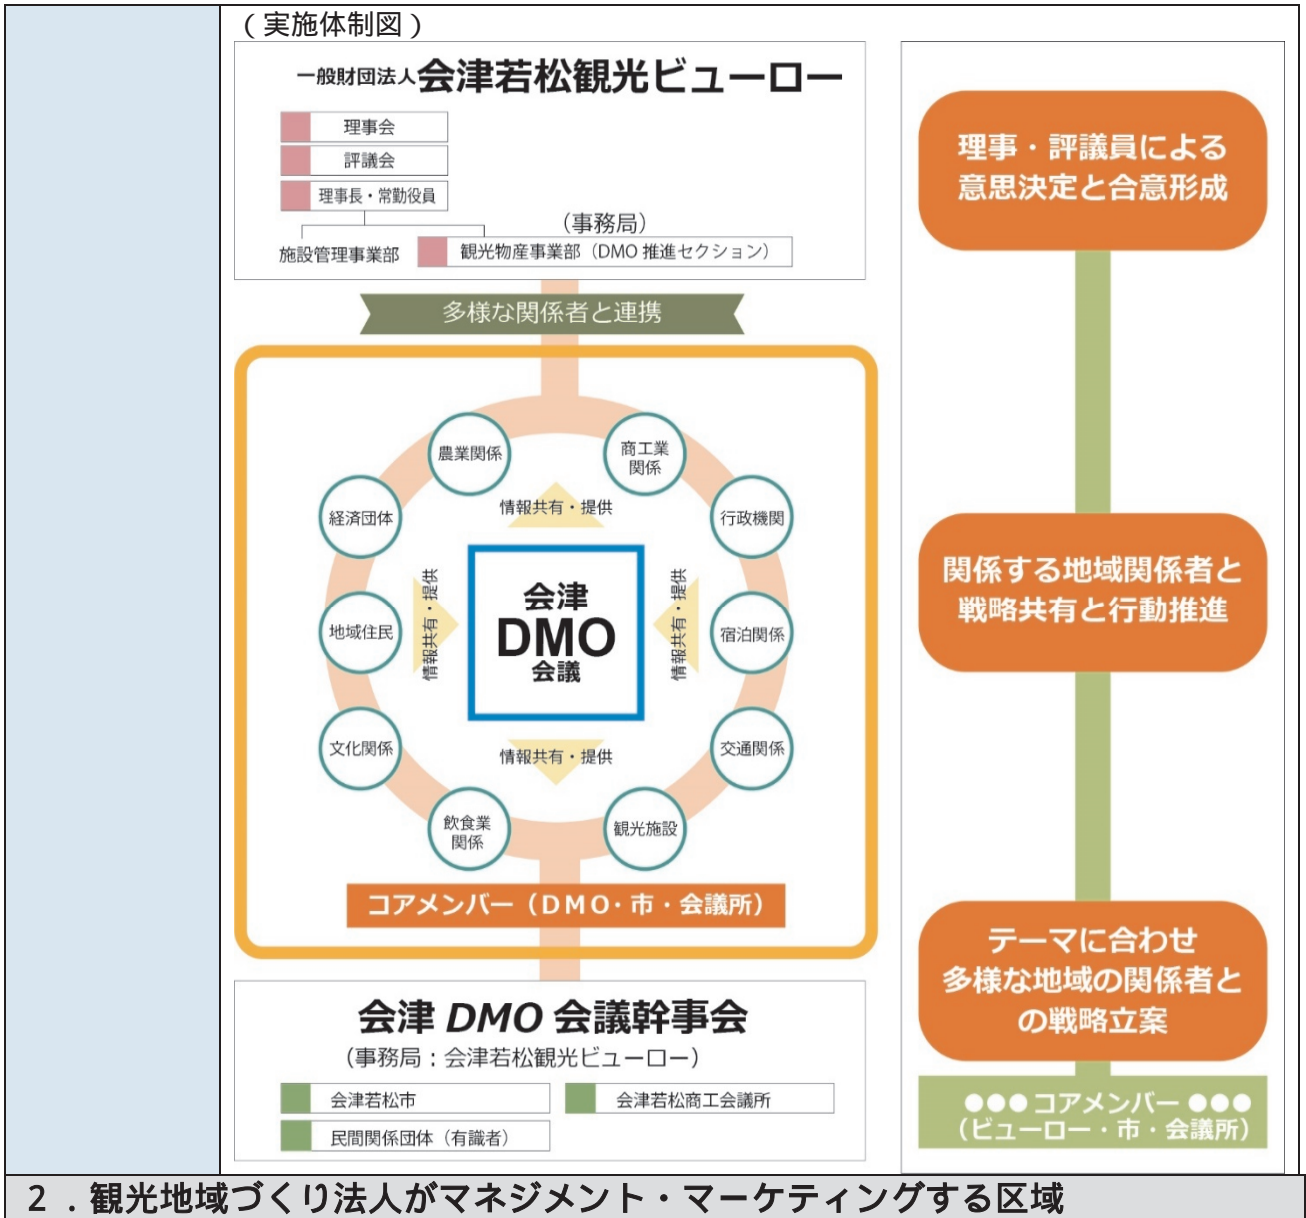 （実施体制図）
一般財団法人会津若松観光ビューロー
理事会
評議会
理事長・常勤役員
（事務局）
施設管理事業部
観光物産事業部（DMO 推進セクション）
多様な関係者と連携
農業関係
商工業
関係
経済団体
行政機関
情報共有・提供
地域住民
情報共有・提供
会津
DMO
会議
情報共有・提供
宿泊関係
文化関係
情報共有・提供
交通関係
飲食業
関係
観光施設
コアメンバー（DMO・市・会議所）
会津 DMO 会議幹事会
（事務局：会津若松観光ビューロー）
会津若松市
会津若松商工会議所
民間関係団体（有識者）
理事・評議員による
意思決定と合意形成
関係する地域関係者と
戦略共有と行動推進
テーマに合わせ
多様な地域の関係者と
の戦略立案
●●● コアメンバー ●●●
（ビューロー・市・会議所）
２．観光地域づくり法人がマネジメント・マーケティングする区域